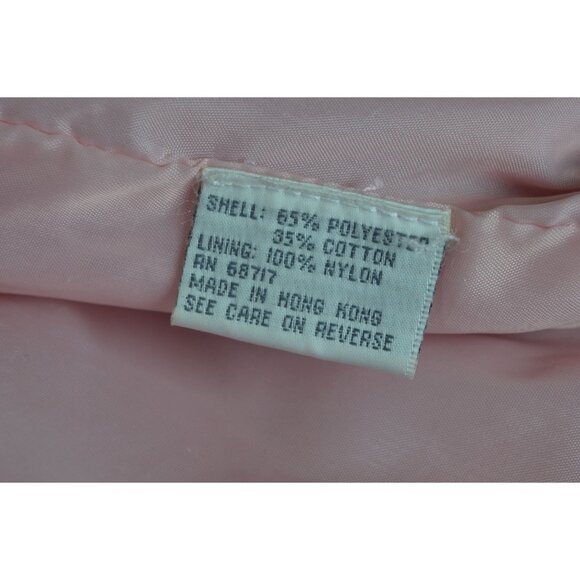 SHELL: 65% POLYESTER
35% COTTON
LINING: 100% NYLON
RN 68717
MADE IN HONG KONG
SEE CARE ON REVERSE